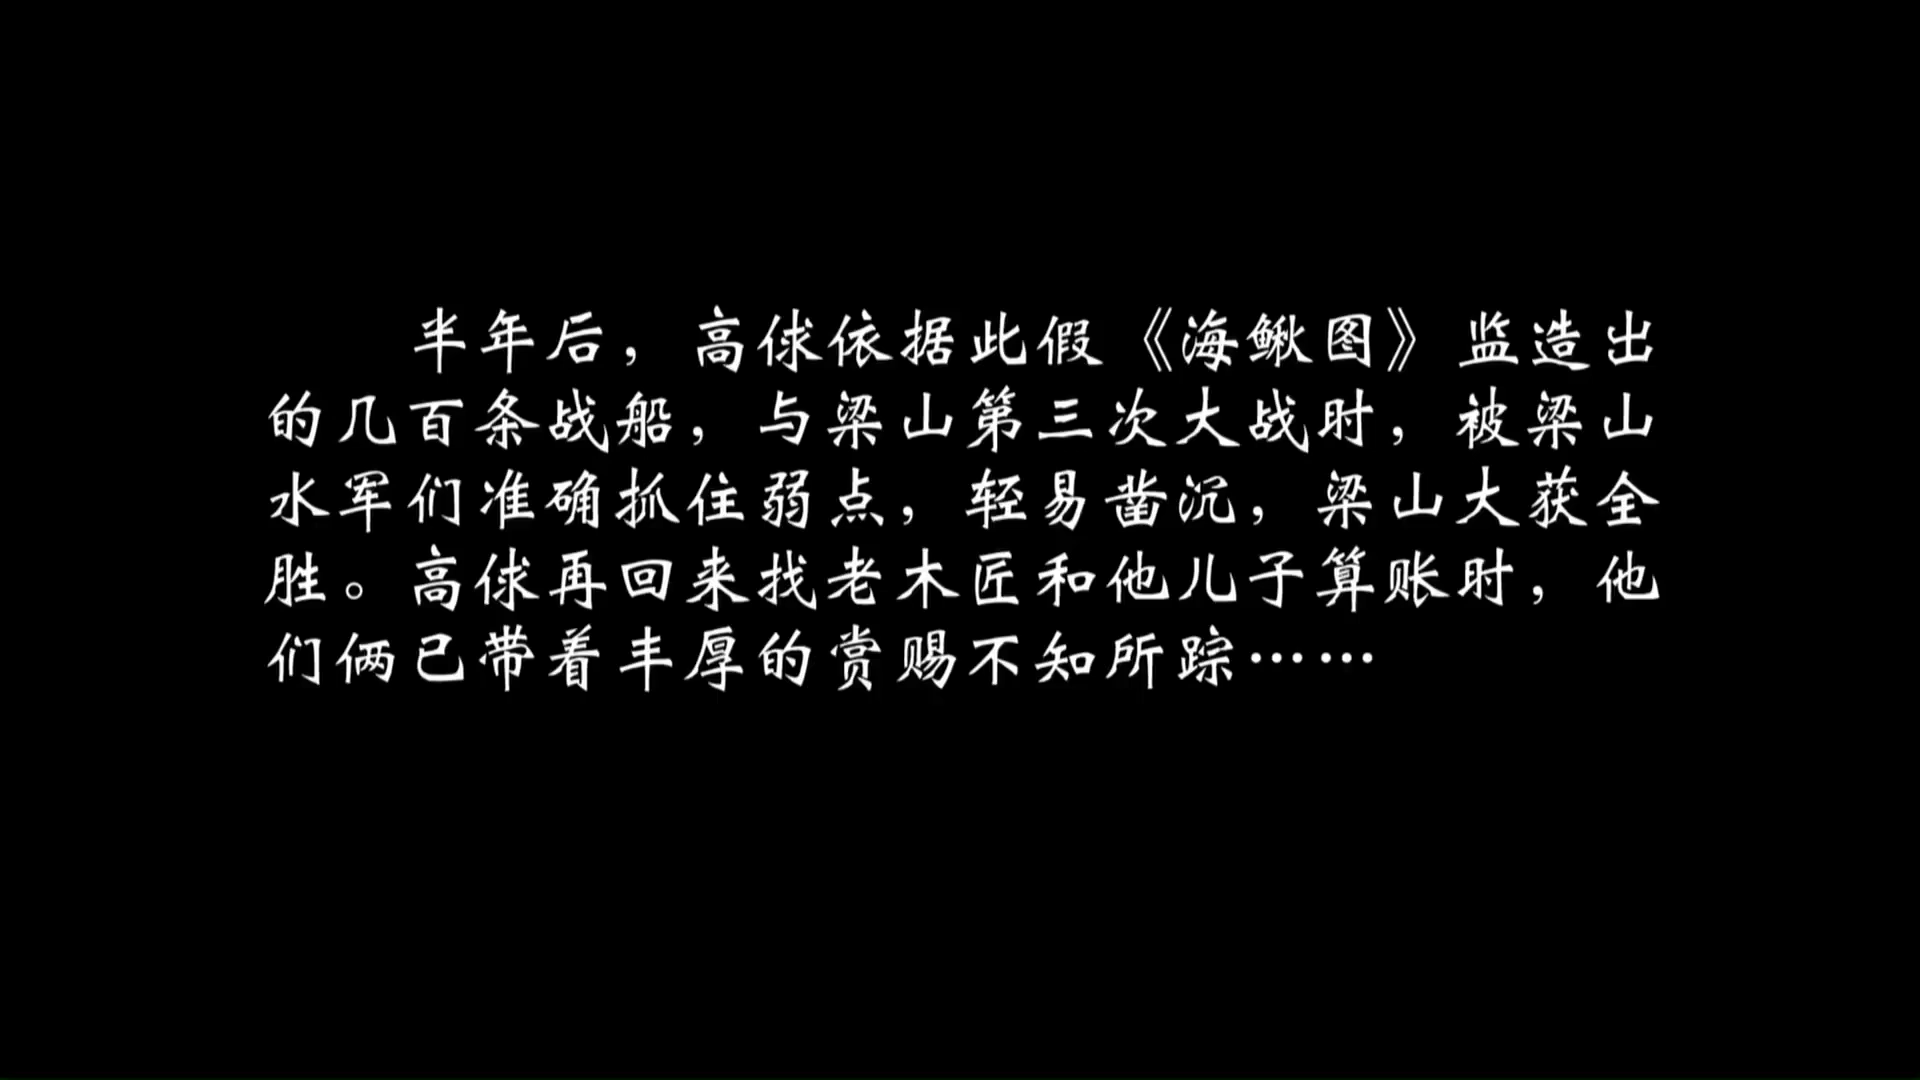 半年后，高俅依据此假《海鳅图》监造出
的几百条战船，与梁山第三次大战时，被梁山
水军们准确抓住弱点，轻易凿沉，梁山大获全
胜。高俅再回来找老木匠和他儿子算账时，他
们俩已带着丰厚的赏赐不知所踪……